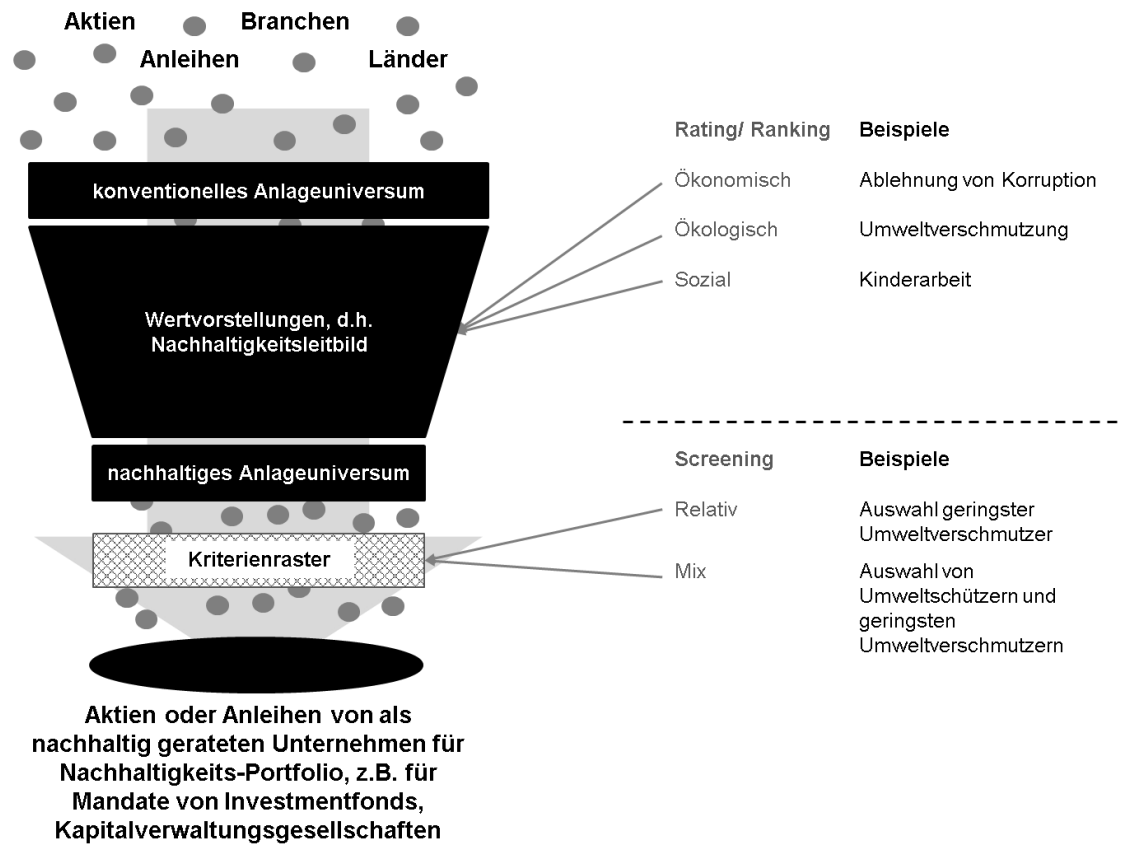 Aktien
Branchen
Anleihen
Länder
konventionelles Anlageuniversum
Wertvorstellungen, d.h.
Nachhaltigkeitsleitbild
nachhaltiges Anlageuniversum
Kriterienraster
Aktien oder Anleihen von als
nachhaltig gerateten Unternehmen für
Nachhaltigkeits-Portfolio, z.B. für
Mandate von Investmentfonds,
Kapitalverwaltungsgesellschaften
Rating/ Ranking
Beispiele
Ökonomisch
Ablehnung von Korruption
Ökologisch
Umweltverschmutzung
Sozial
Kinderarbeit
Screening
Beispiele
Relativ
Auswahl geringster
Umweltverschmutzer
Mix
Auswahl von
Umweltschützern und
geringsten
Umweltverschmutzern